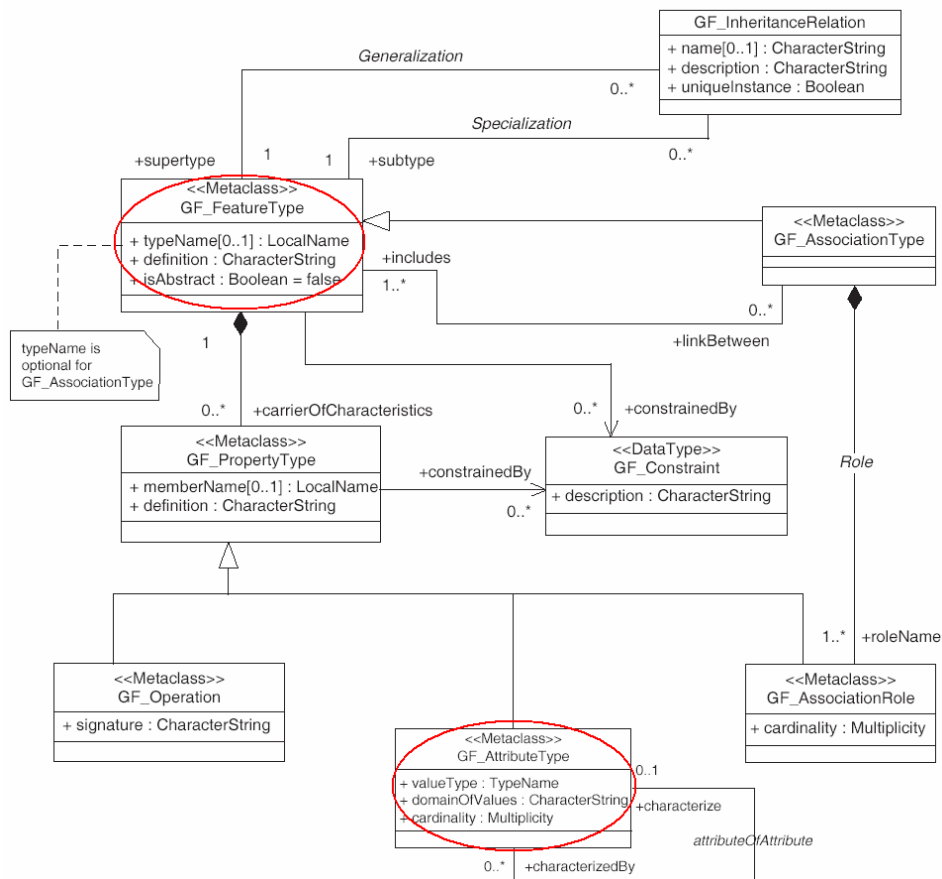 GF_InheritanceRelation
+ name[0..1] : CharacterString
+ description : CharacterString
+ uniqueInstance : Boolean
Generalization
0..*
Specialization
0..*
+supertype
1
1
+subtype
<<Metaclass>>
GF_FeatureType
+ typeName[0..1] : LocalName
+ definition : CharacterString
+ isAbstract : Boolean = false
<<Metaclass>>
GF_AssociationType
+includes
1..*
0..*
+linkBetween
typeName is
optional for
GF_AssociationType
1
0..*
+carrierOfCharacteristics
0..*
+constrainedBy
<<Metaclass>>
GF_PropertyType
+ memberName[0..1] : LocalName
+ definition : CharacterString
+constrainedBy
0..*
<<DataType>>
GF_Constraint
+ description : CharacterString
Role
1..*
+roleName
<<Metaclass>>
GF_Operation
+ signature : CharacterString
<<Metaclass>>
GF_AssociationRole
+ cardinality : Multiplicity
<<Metaclass>>
GF_AttributeType
+ valueType : TypeName
+ domainOfValues : CharacterString
+ cardinality : Multiplicity
0..1
+characterize
attributeOfAttribute
0..*
+characterizedBy